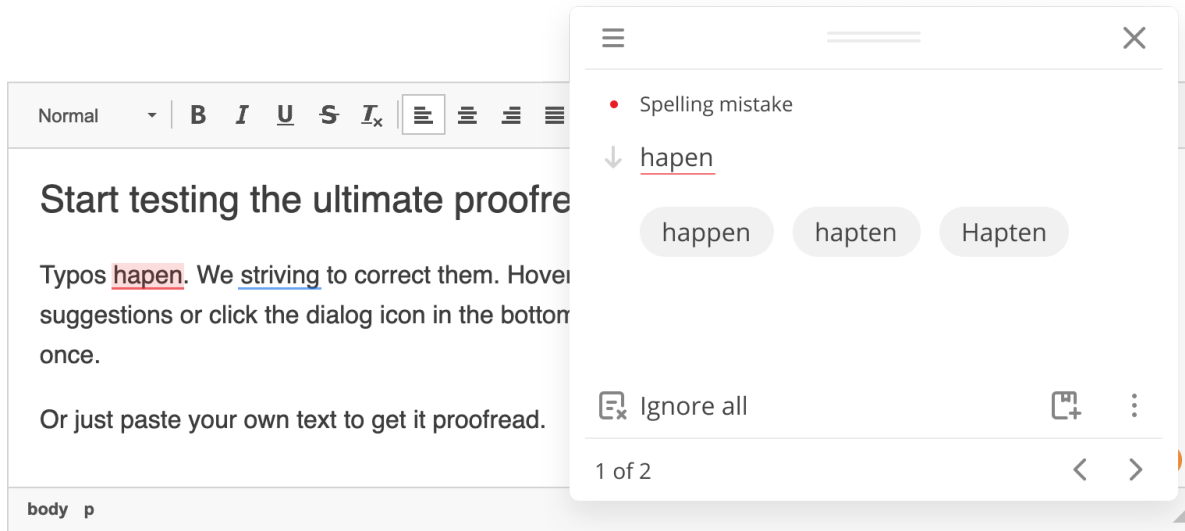 Normal
B I U S Tx
Start testing the ultimate proofre
Typos hapen. We striving to correct them. Hover
suggestions or click the dialog icon in the bottom
once.
Or just paste your own text to get it proofread.
body p
Spelling mistake
hapen
happen hapten Hapten
Ignore all
1 of 2